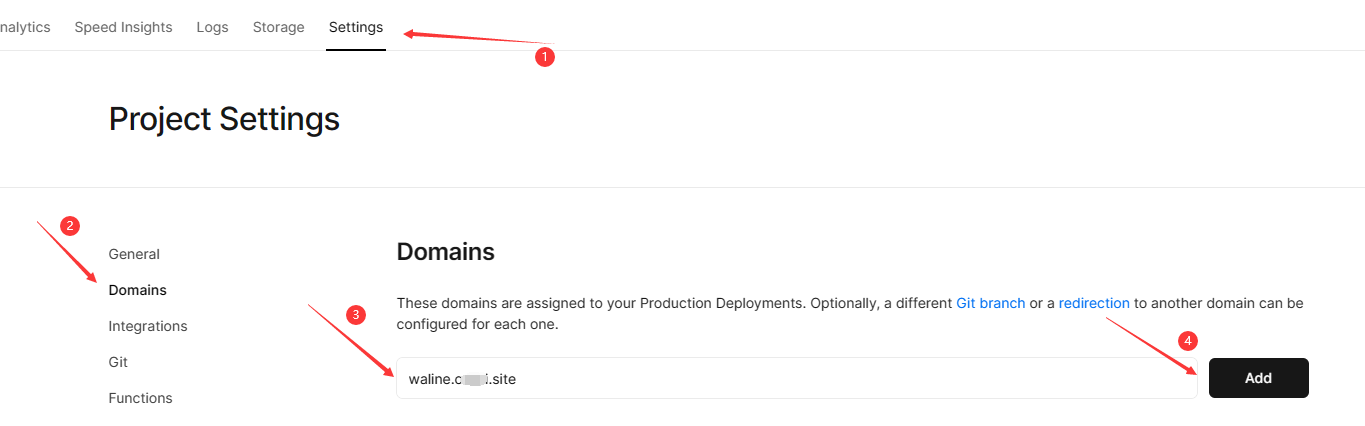 nalytics Speed Insights Logs Storage Settings
1
Project Settings
2
General
Domains
Integrations
Git
Functions
Domains
These domains are assigned to your Production Deployments. Optionally, a different Git branch or a redirection to another domain can be
configured for each one.
3
4
waline.c i.site
Add